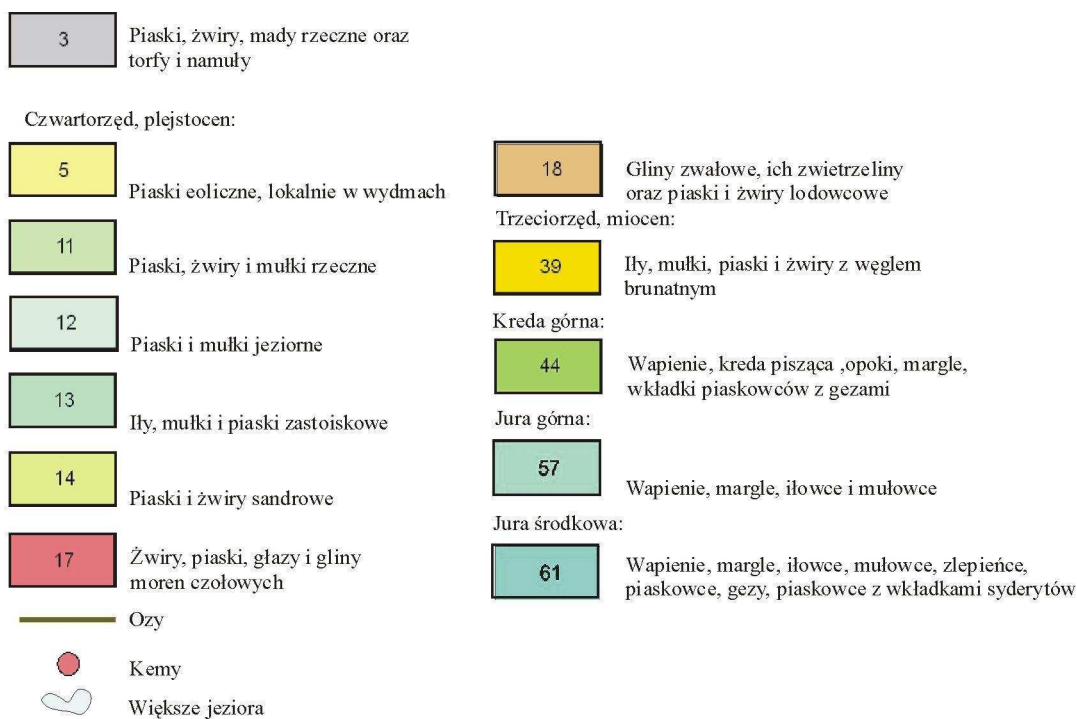 3
Piaski, żwiry, mady rzeczne oraz
torfy i namuły
Czwartorzęd, plejstocen:
5
Piaski eoliczne, lokalnie w wydmach
11
Piaski, żwiry i mułki rzeczne
12
Piaski i mułki jeziorne
13
Iły, mułki i piaski zastoiskowe
14
Piaski i żwiry sandrowe
17
Żwiry, piaski, głazy i gliny
moren czołowych
Ozy
Kemy
Większe jeziora
18
Gliny zwałowe, ich zwietrzeliny
oraz piaski i żwiry lodowcowe
Trzeciorzęd, miocen:
39
Iły, mułki, piaski i żwiry z węglem
brunatnym
Kreda górna:
44
Wapienie, kreda pisząca ,opoki, margle,
wkładki piaskowców z gezami
Jura górna:
57
Wapienie, margle, iłowce i mułowce
Jura środkowa:
61
Wapienie, margle, iłowce, mułowce, zlepieńce,
piaskowce, gezy, piaskowce z wkładkami syderytów